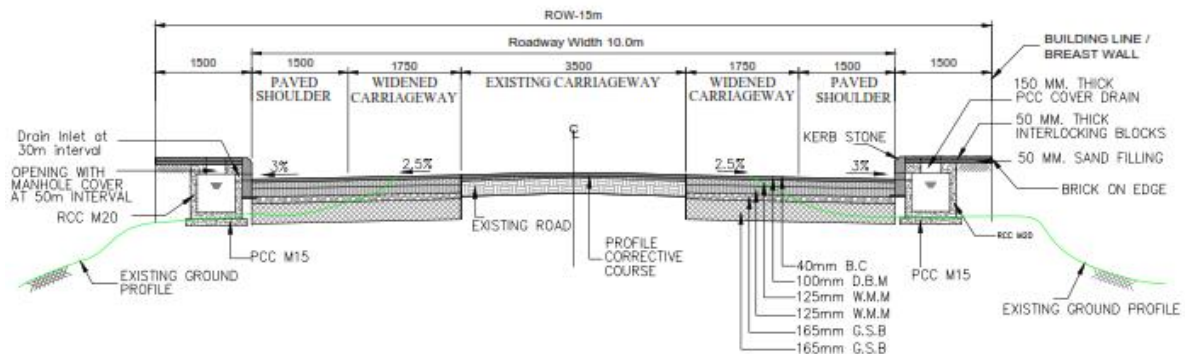 ROW-15m
Roadway Width 10.0m
BUILDING LINE /
BREAST WALL
1500
1500
1750
3500
1750
1500
1500
PAVED
SHOULDER
WIDENED
CARRIAGEWAY
EXISTING CARRIAGEWAY
WIDENED
CARRIAGEWAY
PAVED
SHOULDER
150 MM. THICK
PCC COVER DRAIN
50 MM. THICK
INTERLOCKING BLOCKS
50 MM. SAND FILLING
BRICK ON EDGE
KERB STONE
Drain Inlet at
30m interval
OPENING WITH
MANHOLE COVER
AT 50m INTERVAL
RCC M20
3%
2.5%
2.5%
3%
RCC M20
PCC M15
EXISTING GROUND
PROFILE
EXISTING ROAD
PROFILE
CORRECTIVE
COURSE
40mm B.C
100mm D.B.M
125mm W.M.M
125mm W.M.M
165mm G.S.B
165mm G.S.B
PCC M15
EXISTING GROUND PROFILE